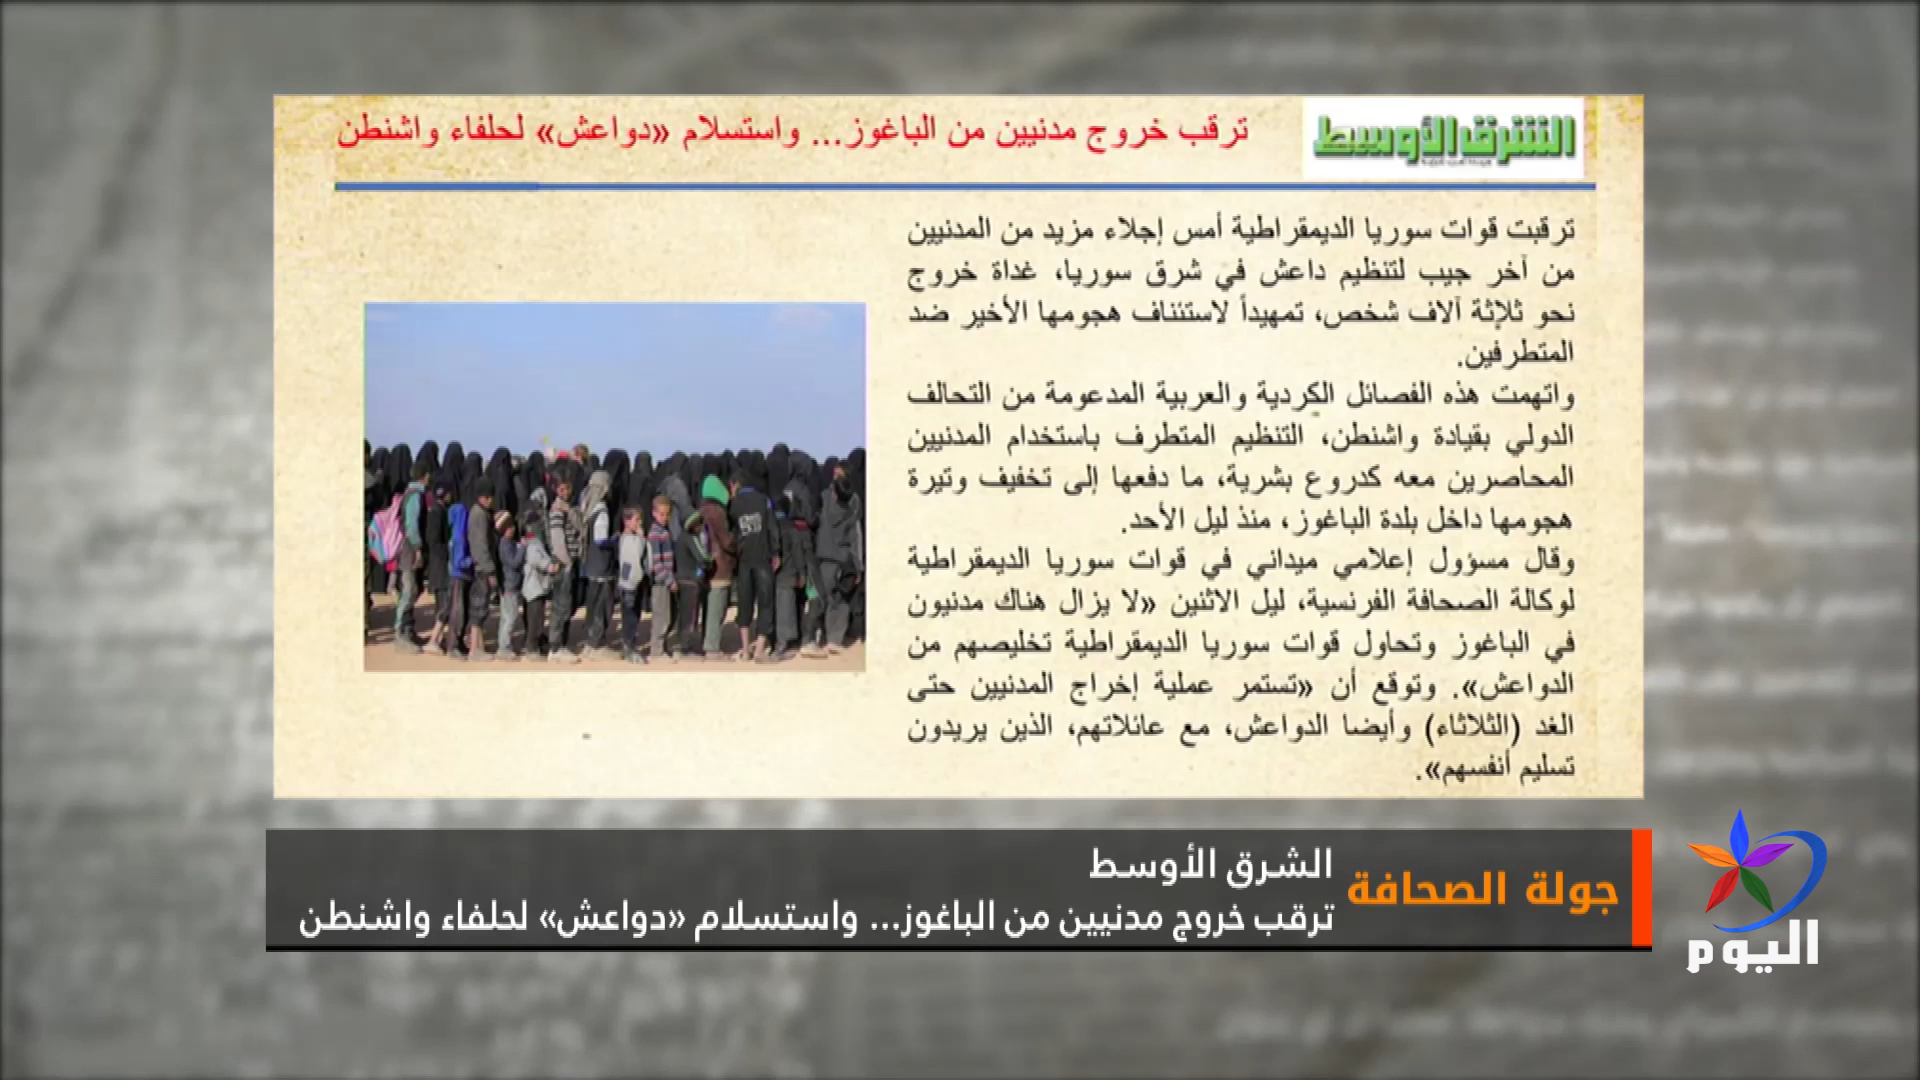 الشرق الأوسط
ترقب خروج مدنيين من الباغوز... واستسلام «دواعش» لحلفاء واشنطن
ترقبت قوات سوريا الديمقراطية أمس إجلاء مزيد من المدنيين
من آخر جيب لتنظيم داعش في شرق سوريا، غداة خروج
نحو ثلاثة آلاف شخص، تمهيداً لاستئناف هجومها الأخير ضد
المتطرفين.
واتهمت هذه الفصائل الكردية والعربية المدعومة من التحالف
الدولي بقيادة واشنطن، التنظيم المتطرف باستخدام المدنيين
المحاصرين معه كدروع بشرية، ما دفعها إلى تخفيف وتيرة
هجومها داخل بلدة الباغوز، منذ ليل الأحد.
وقال مسؤول إعلامي ميداني في قوات سوريا الديمقراطية
لوكالة الصحافة الفرنسية، ليل الاثنين «لا يزال هناك مدنيون
في الباغوز وتحاول قوات سوريا الديمقراطية تخليصهم من
الدواعش». وتوقع أن «تستمر عملية إخراج المدنيين حتى
الغد (الثلاثاء) وأيضا الدواعش، مع عائلاتهم، الذين يريدون
تسليم أنفسهم».
جولة الصحافة
الشرق الأوسط
ترقب خروج مدنيين من الباغوز... واستسلام «دواعش» لحلفاء واشنطن
اليوم